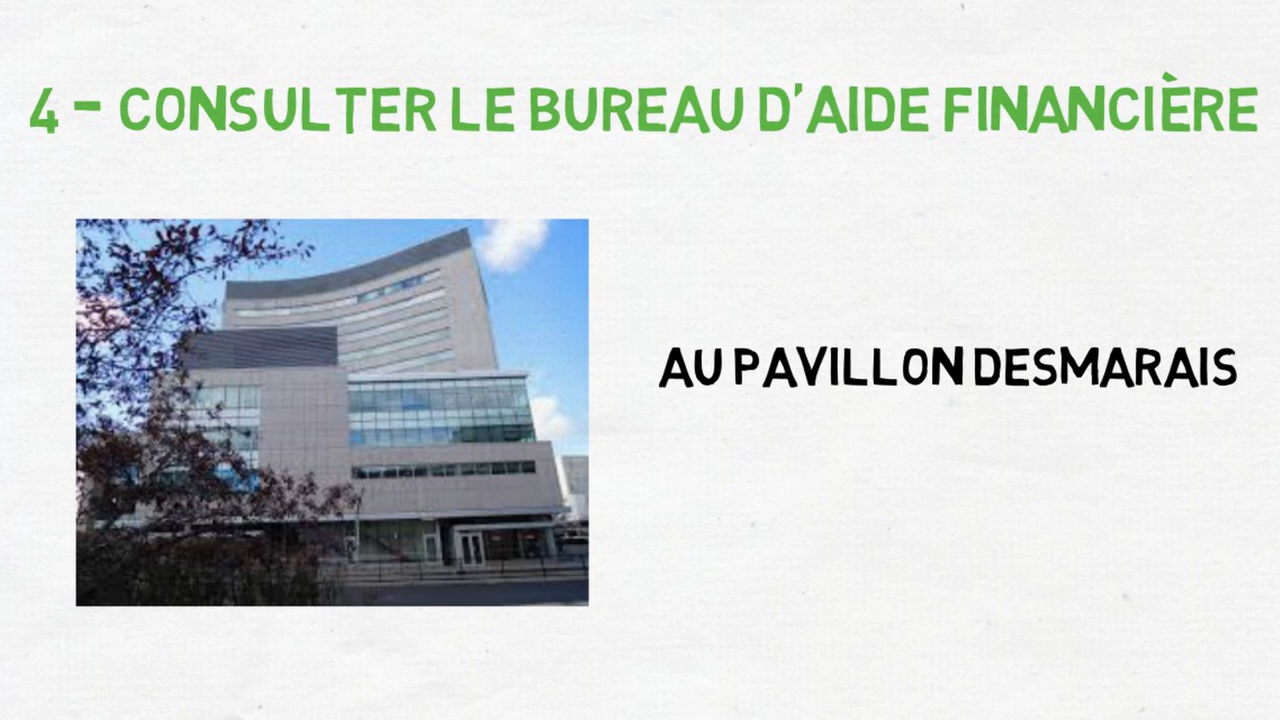 4 - CONSULTER LE BUREAU D'AIDE FINANCIÈRE
AU PAVILLON DESMARAIS